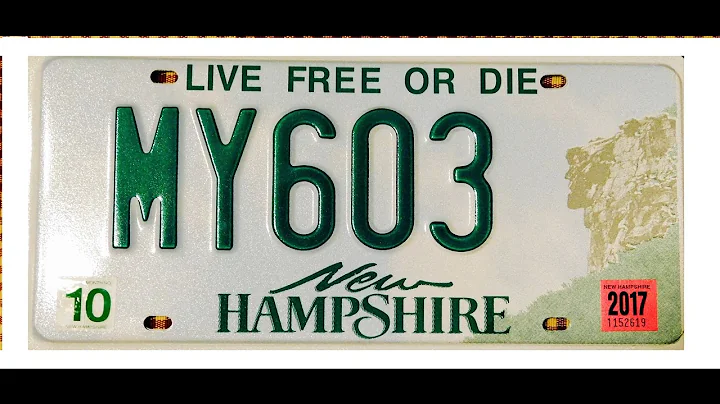 LIVE FREE OR DIE
MY603
New
HAMPSHIRE
10
NEW HAMPSHIRE
2017
1152619